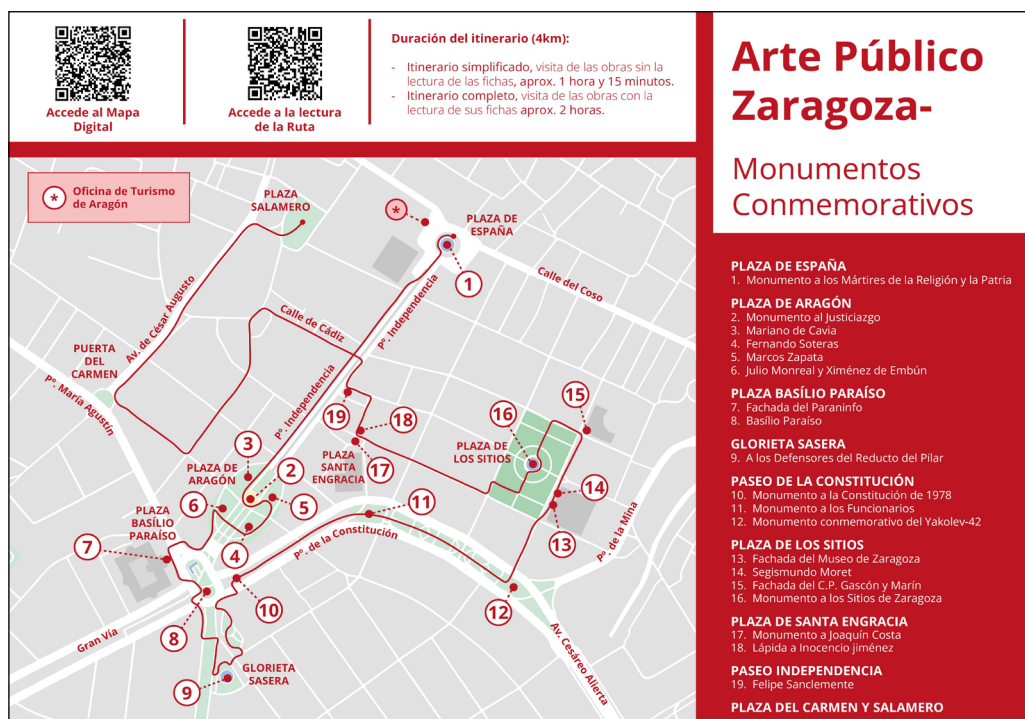 Accede al Mapa
Digital
Accede a la lectura
de la Ruta
Duración del itinerario (4km):
- Itinerario simplificado, visita de las obras sin la
lectura de las fichas, aprox. 1 hora y 15 minutos.
- Itinerario completo, visita de las obras con la
lectura de sus fichas aprox. 2 horas.
Arte Público
Zaragoza-
Monumentos
Conmemorativos
* Oficina de Turismo
de Aragón
PLAZA
SALAMERO
*
PLAZA DE
ESPAÑA
1
Calle del Coso
Av. de César Augusto
Pº. Independencia
Calle de Cádiz
PUERTA
DEL
CARMEN
Pº. María Agustín
Pº. Independencia
19
18
17
16
15
PLAZA DE
LOS SITIOS
PLAZA
SANTA
ENGRACIA
3
2
PLAZA DE
ARAGÓN
6
5
4
11
14
13
PLAZA
BASÍLIO
PARAÍSO
7
Pº. de la Constitución
Pº. de la Mina
10
12
8
Gran Vía
Av. Cesáreo Alierta
GLORIETA
SASERA
9
PLAZA DE ESPAÑA
1. Monumento a los Mártires de la Religión y la Patria
PLAZA DE ARAGÓN
2. Monumento al Justiciazgo
3. Mariano de Cavia
4. Fernando Soteras
5. Marcos Zapata
6. Julio Monreal y Ximénez de Embún
PLAZA BASÍLIO PARAÍSO
7. Fachada del Paraninfo
8. Basílio Paraíso
GLORIETA SASERA
9. A los Defensores del Reducto del Pilar
PASEO DE LA CONSTITUCIÓN
10. Monumento a la Constitución de 1978
11. Monumento a los Funcionarios
12. Monumento conmemorativo del Yakolev-42
PLAZA DE LOS SITIOS
13. Fachada del Museo de Zaragoza
14. Segismundo Moret
15. Fachada del C.P. Gascón y Marín
16. Monumento a los Sitios de Zaragoza
PLAZA DE SANTA ENGRACIA
17. Monumento a Joaquín Costa
18. Lápida a Inocencio jiménez
PASEO INDEPENDENCIA
19. Felipe Sanclemente
PLAZA DEL CARMEN Y SALAMERO